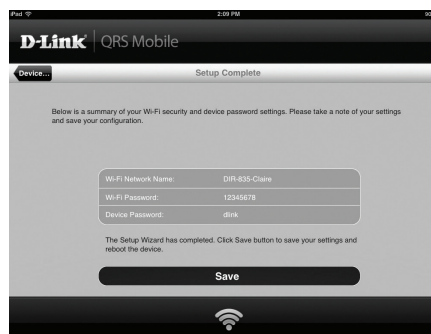 iPad 2:09 PM 90
D-Link QRS Mobile
Device... Setup Complete
Below is a summary of your Wi-Fi security and device password settings. Please take a note of your settings
and save your configuration.
Wi-Fi Network Name: DIR-835-Claire
Wi-Fi Password: 12345678
Device Password: dlink
The Setup Wizard has completed. Click Save button to save your settings and
reboot the device.
Save